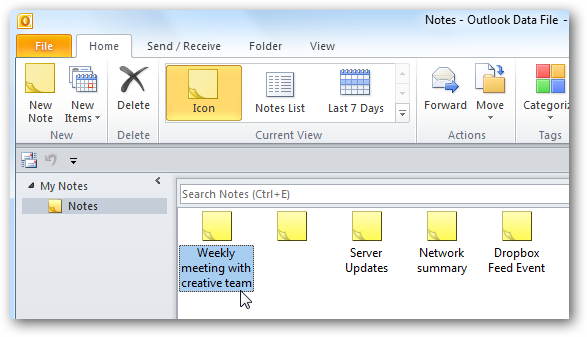 Notes - Outlook Data File -
File Home Send / Receive Folder View
New Note
New Items
Delete
Icon
Notes List
Last 7 Days
Forward
Move
Categoriz
New Delete Current View Actions Tags
My Notes
Notes
Search Notes (Ctrl+E)
Weekly
meeting with
creative team
Server
Updates
Network
summary
Dropbox
Feed Event